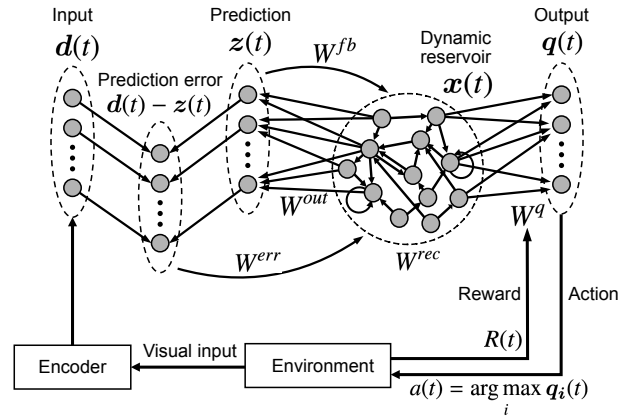 Input
d(t)
Prediction error
d(t) − z(t)
Prediction
z(t)
W^{fb}
Dynamic
reservoir
x(t)
Output
q(t)
W^{out}
W^{err}
W^{rec}
W^{q}
Reward
R(t)
Action
Encoder
Visual input
Environment
a(t) = arg max q_i(t)
i